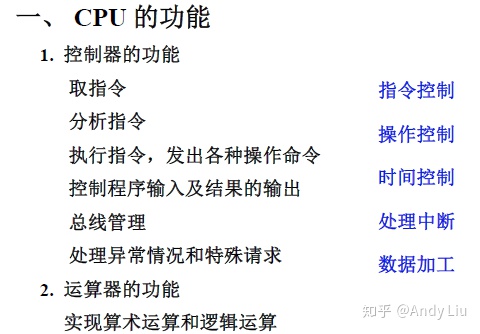 一、 CPU 的功能
1. 控制器的功能
取指令
分析指令
执行指令，发出各种操作命令
控制程序输入及结果的输出
总线管理
处理异常情况和特殊请求
2. 运算器的功能
实现算术运算和逻辑运算
指令控制
操作控制
时间控制
处理中断
数据加工
知乎 @Andy Liu